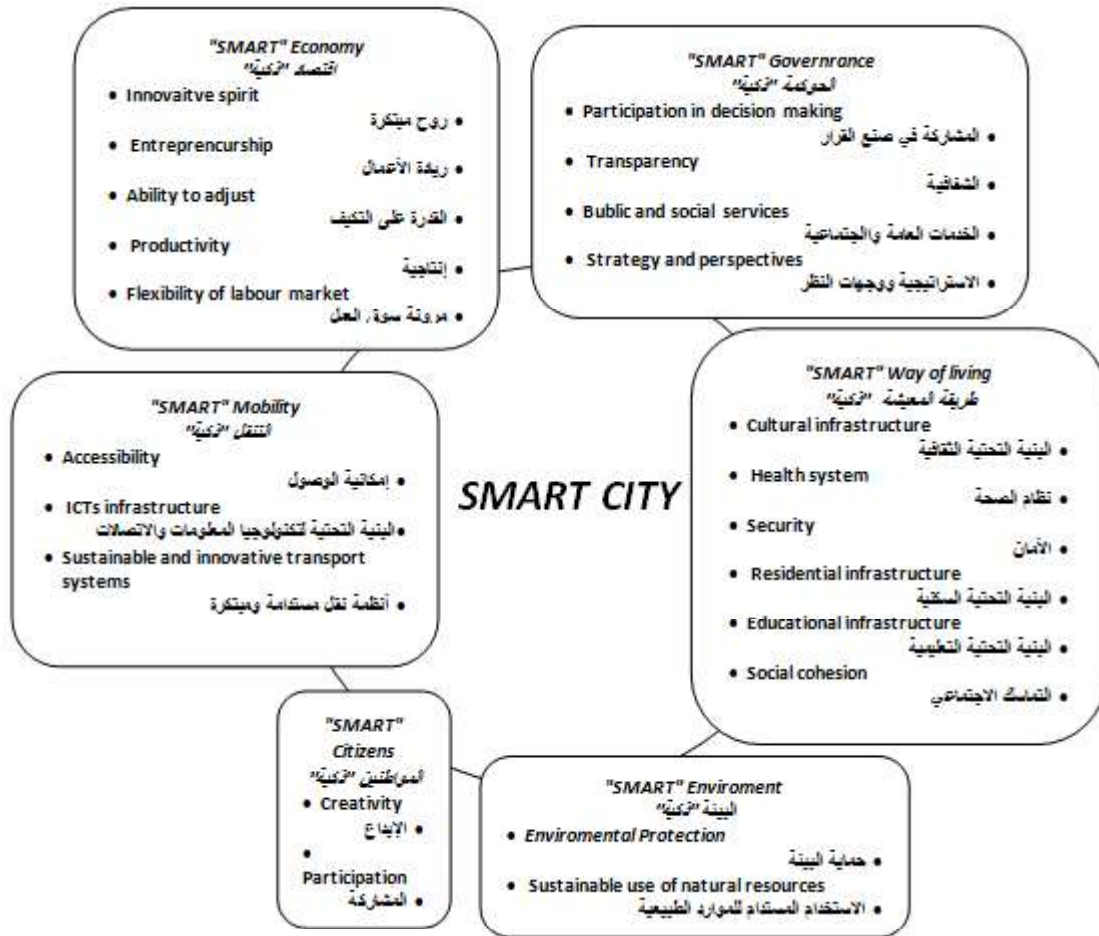 "SMART" Economy
اقتصاد "ذكية"
• Innovaitve spirit
• روح مبتكرة
• Entreprencurship
• ريادة الأعمال
• Ability to adjust
• القدرة على التكيف
• Productivity
• إنتاجية
• Flexibility of labour market
• مرونة سوق العمل
"SMART" Governrance
الحوكمة "ذكية"
• Participation in decision making
• المشاركة في صنع القرار
• Transparency
• الشفافية
• Bublic and social services
• الخدمات العامة والجتماعية
• Strategy and perspectives
• الاستراتيجية ووجهات النظر
"SMART" Mobility
التنقل "ذكية"
• Accessibility
• إمكانية الوصول
• ICTs infrastructure
• البنية التحتية لتكنولوجيا المعلومات والاتصالات
• Sustainable and innovative transport
systems
• أنظمة نقل مستدامة ومبتكرة
SMART CITY
"SMART" Way of living
طريقة المعيشة "ذكية"
• Cultural infrastructure
• البنية التحتية الثقافية
• Health system
• نظام الصحة
• Security
• الأمان
• Residential infrastructure
• البنية التحتية السكنية
• Educational infrastructure
• البنية التحتية التعليمية
• Social cohesion
• التماسك الاجتماعي
"SMART"
Citizens
المواطنين "ذكية"
• Creativity
• الإبداع
•
Participation
• المشاركة
"SMART" Enviroment
البيئة "ذكية"
• Enviromental Protection
• حماية البيئة
• Sustainable use of natural resources
• الاستخدام المستدام للموارد الطبيعية